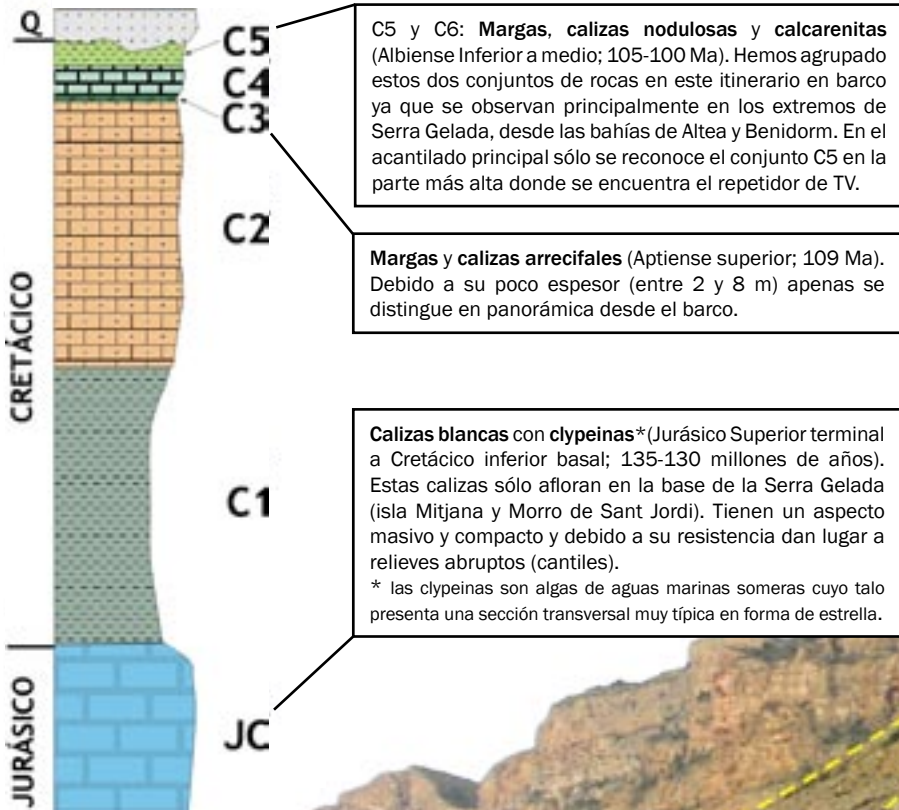 Q
C5
C4
C3
C2
CRETÁCICO
C1
JURÁSICO
JC
C5 y C6: Margas, calizas nodulosas y calcarenitas
(Albiense Inferior a medio; 105-100 Ma). Hemos agrupado
estos dos conjuntos de rocas en este itinerario en barco
ya que se observan principalmente en los extremos de
Serra Gelada, desde las bahías de Altea y Benidorm. En el
acantilado principal sólo se reconoce el conjunto C5 en la
parte más alta donde se encuentra el repetidor de TV.
Margas y calizas arrecifales (Aptiense superior; 109 Ma).
Debido a su poco espesor (entre 2 y 8 m) apenas se
distingue en panorámica desde el barco.
Calizas blancas con clypeinas*(Jurásico Superior terminal
a Cretácico inferior basal; 135-130 millones de años).
Estas calizas sólo afloran en la base de la Serra Gelada
(isla Mitjana y Morro de Sant Jordi). Tienen un aspecto
masivo y compacto y debido a su resistencia dan lugar a
relieves abruptos (cantiles).
* las clypeinas son algas de aguas marinas someras cuyo talo
presenta una sección transversal muy típica en forma de estrella.